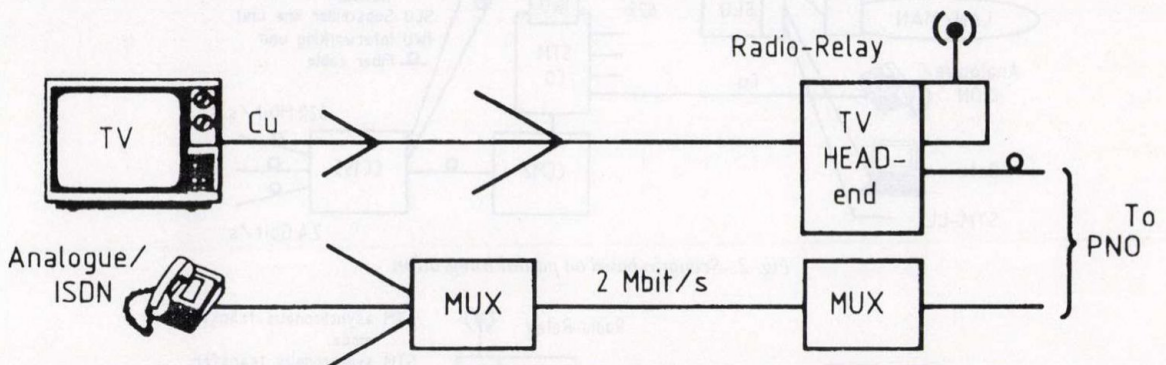 Radio-Relay
TV
Cu
TV
HEAD-
end
To
PNO
Analogue/
ISDN
MUX
2 Mbit/s
MUX